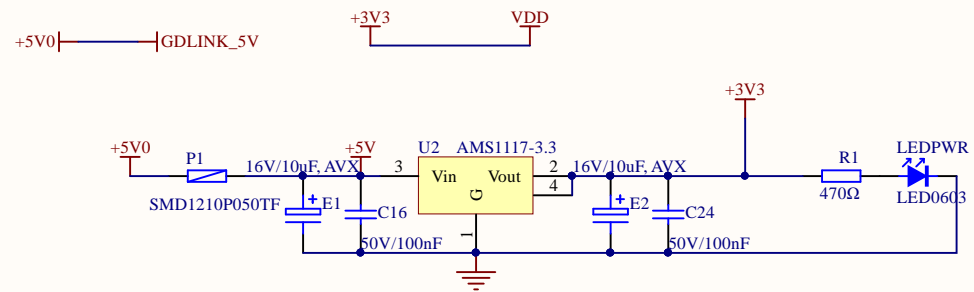 +3V3
VDD
+5V0
GDLINK_5V
+3V3
+5V0
P1
16V/10uF, AVX
+5V
U2
AMS1117-3.3
3
Vin
Vout
2
4
G
1
16V/10uF, AVX
R1
LEDPWR
SMD1210P050TF
+
E1
C16
+
E2
C24
470Ω
LED0603
50V/100nF
50V/100nF